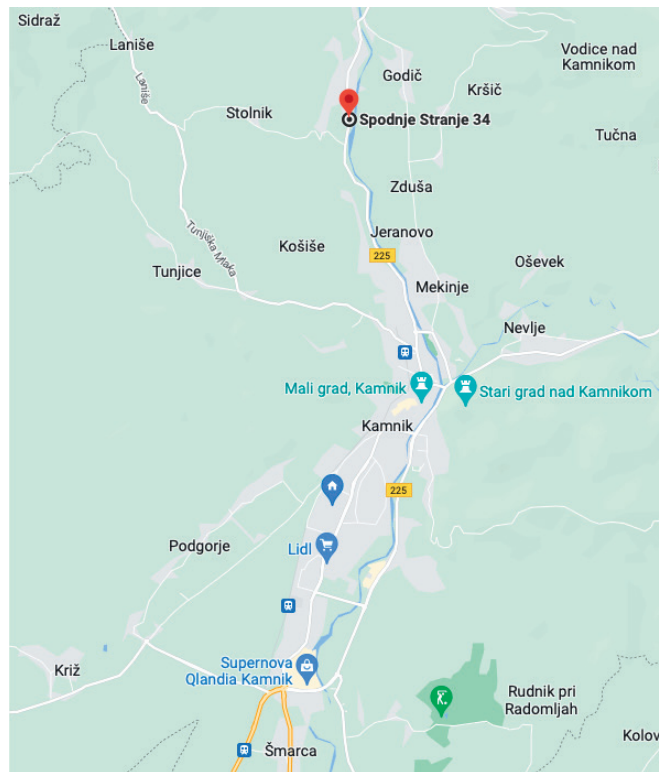 Sidraž
Laniše
Vodice nad
Kamnikom
Godič
Kršič
Laniše
Stolnik
Spodnje Stranje 34
Tučna
Zduša
Jeranovo
Tunjiška Mlaka
Košiše
225
Oševek
Tunjice
Mekinje
Nevlje
Mali grad, Kamnik
Stari grad nad Kamnikom
Kamnik
225
Podgorje
Lidl
Križ
Supernova
Qlandia Kamnik
Rudnik pri
Radomljah
Kolov
Šmarca